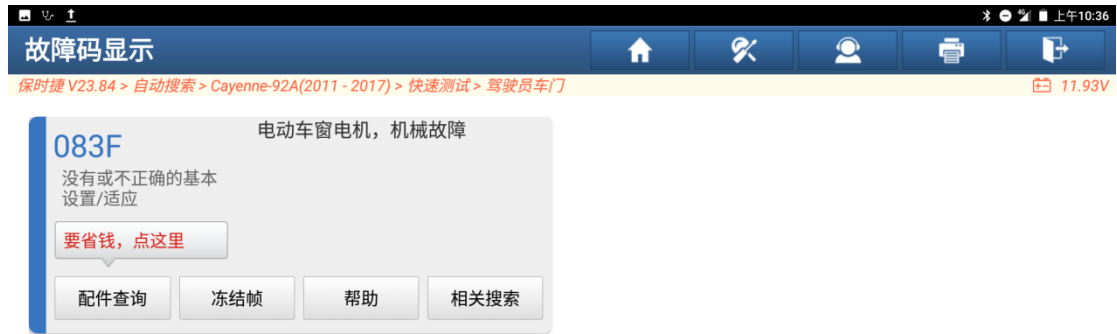 上午10:36
故障码显示
保时捷 V23.84 > 自动搜索 > Cayenne-92A(2011 - 2017) > 快速测试 > 驾驶员车门
11.93V
083F
电动车窗电机，机械故障
没有或不正确的基本
设置/适应
要省钱，点这里
配件查询
冻结帧
帮助
相关搜索